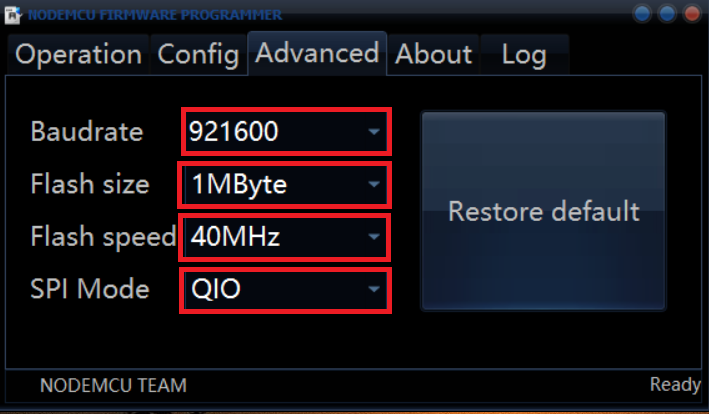 NODEMCU FIRMWARE PROGRAMMER
Operation Config Advanced About Log
Baudrate 921600
Flash size 1MByte
Flash speed 40MHz
SPI Mode QIO
Restore default
NODEMCU TEAM Ready